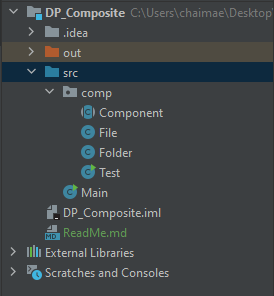 DP_Composite C:\Users\chaimae\Desktop
.idea
out
src
comp
Component
File
Folder
Test
Main
DP_Composite.iml
ReadMe.md
External Libraries
Scratches and Consoles